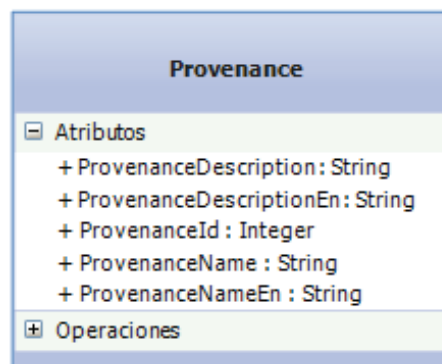 Provenance
Atributos
+ ProvenanceDescription : String
+ ProvenanceDescriptionEn : String
+ ProvenanceId : Integer
+ ProvenanceName : String
+ ProvenanceNameEn : String
Operaciones